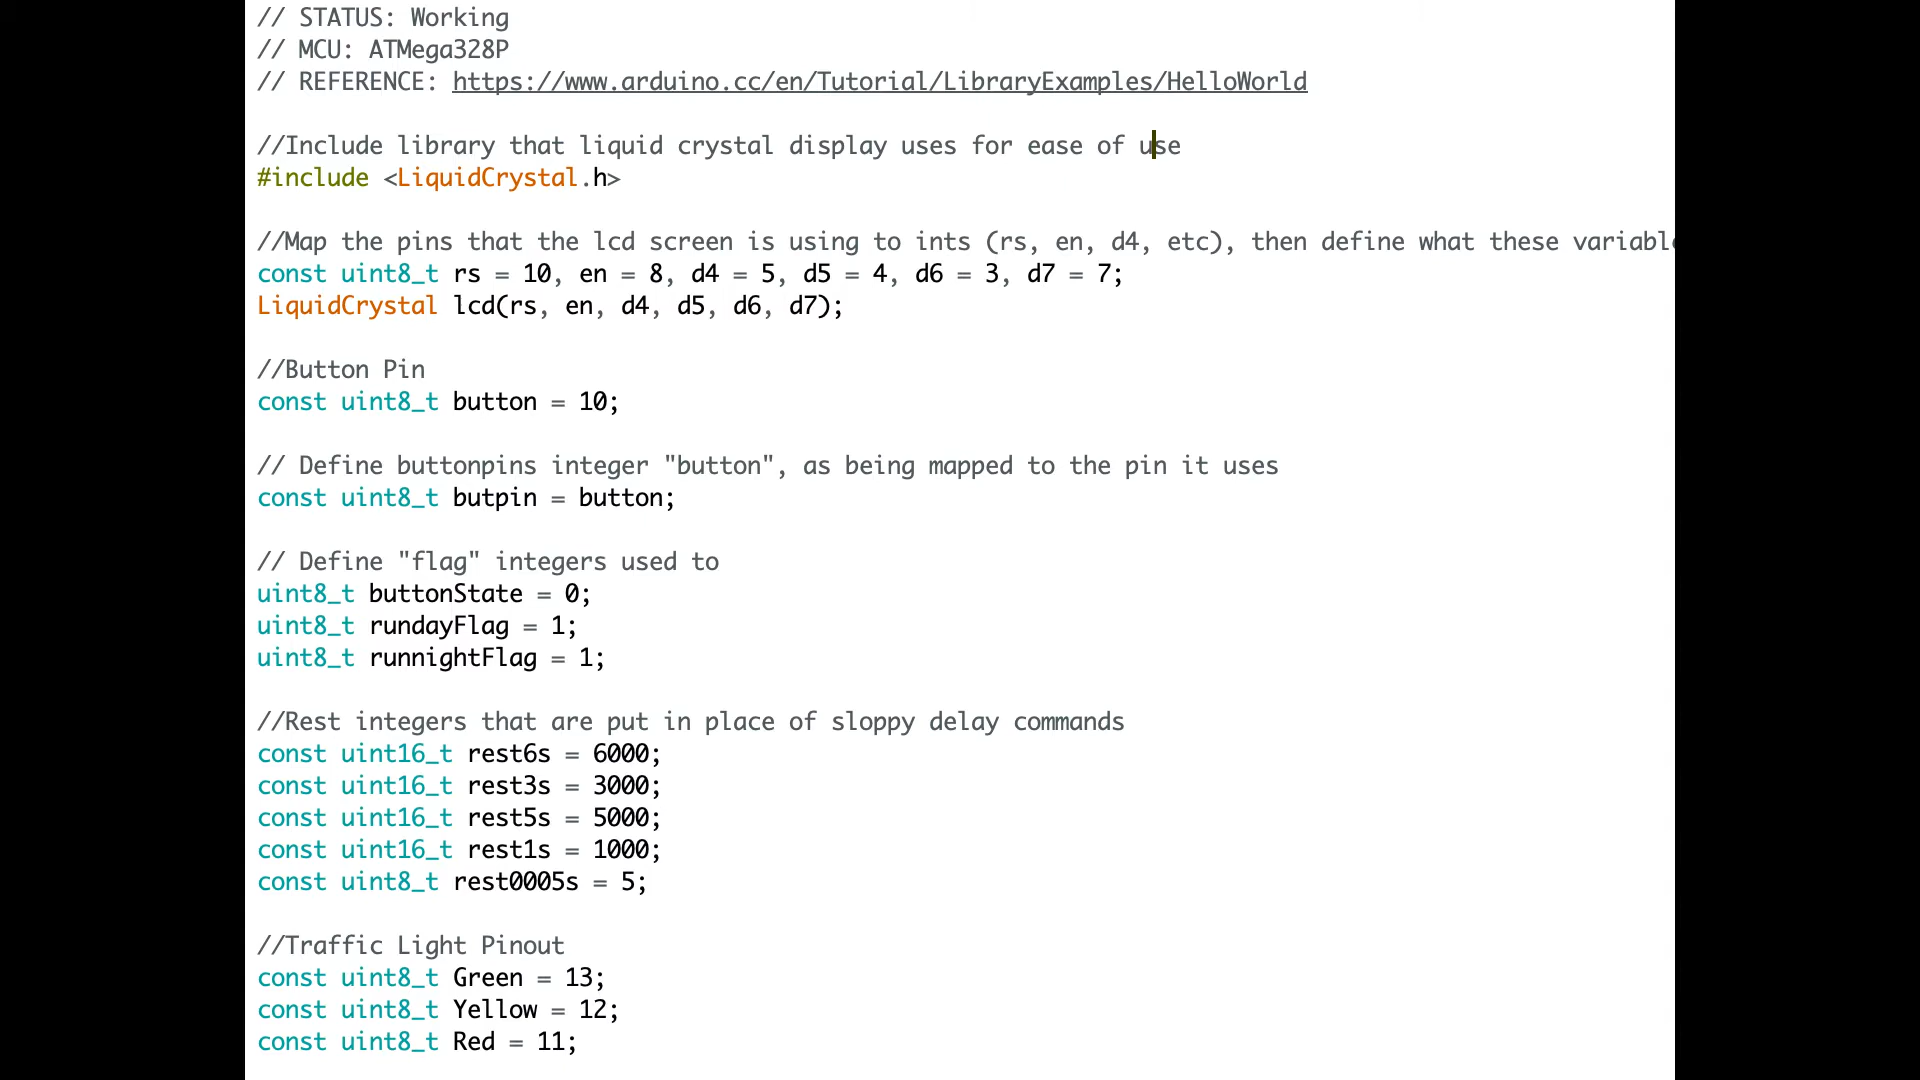 // STATUS: Working
// MCU: ATMega328P
// REFERENCE: https://www.arduino.cc/en/Tutorial/LibraryExamples/HelloWorld
//Include library that liquid crystal display uses for ease of use
#include <LiquidCrystal.h>
//Map the pins that the lcd screen is using to ints (rs, en, d4, etc), then define what these
const uint8_t rs = 10, en = 8, d4 = 5, d5 = 4, d6 = 3, d7 = 7;
LiquidCrystal lcd(rs, en, d4, d5, d6, d7);
//Button Pin
const uint8_t button = 10;
// Define buttonpins integer "button", as being mapped to the pin it uses
const uint8_t butpin = button;
// Define "flag" integers used to
uint8_t buttonState = 0;
uint8_t rundayFlag = 1;
uint8_t runnightFlag = 1;
//Rest integers that are put in place of sloppy delay commands
const uint16_t rest6s = 6000;
const uint16_t rest3s = 3000;
const uint16_t rest5s = 5000;
const uint16_t rest1s = 1000;
const uint8_t rest0005s = 5;
//Traffic Light Pinout
const uint8_t Green = 13;
const uint8_t Yellow = 12;
const uint8_t Red = 11;